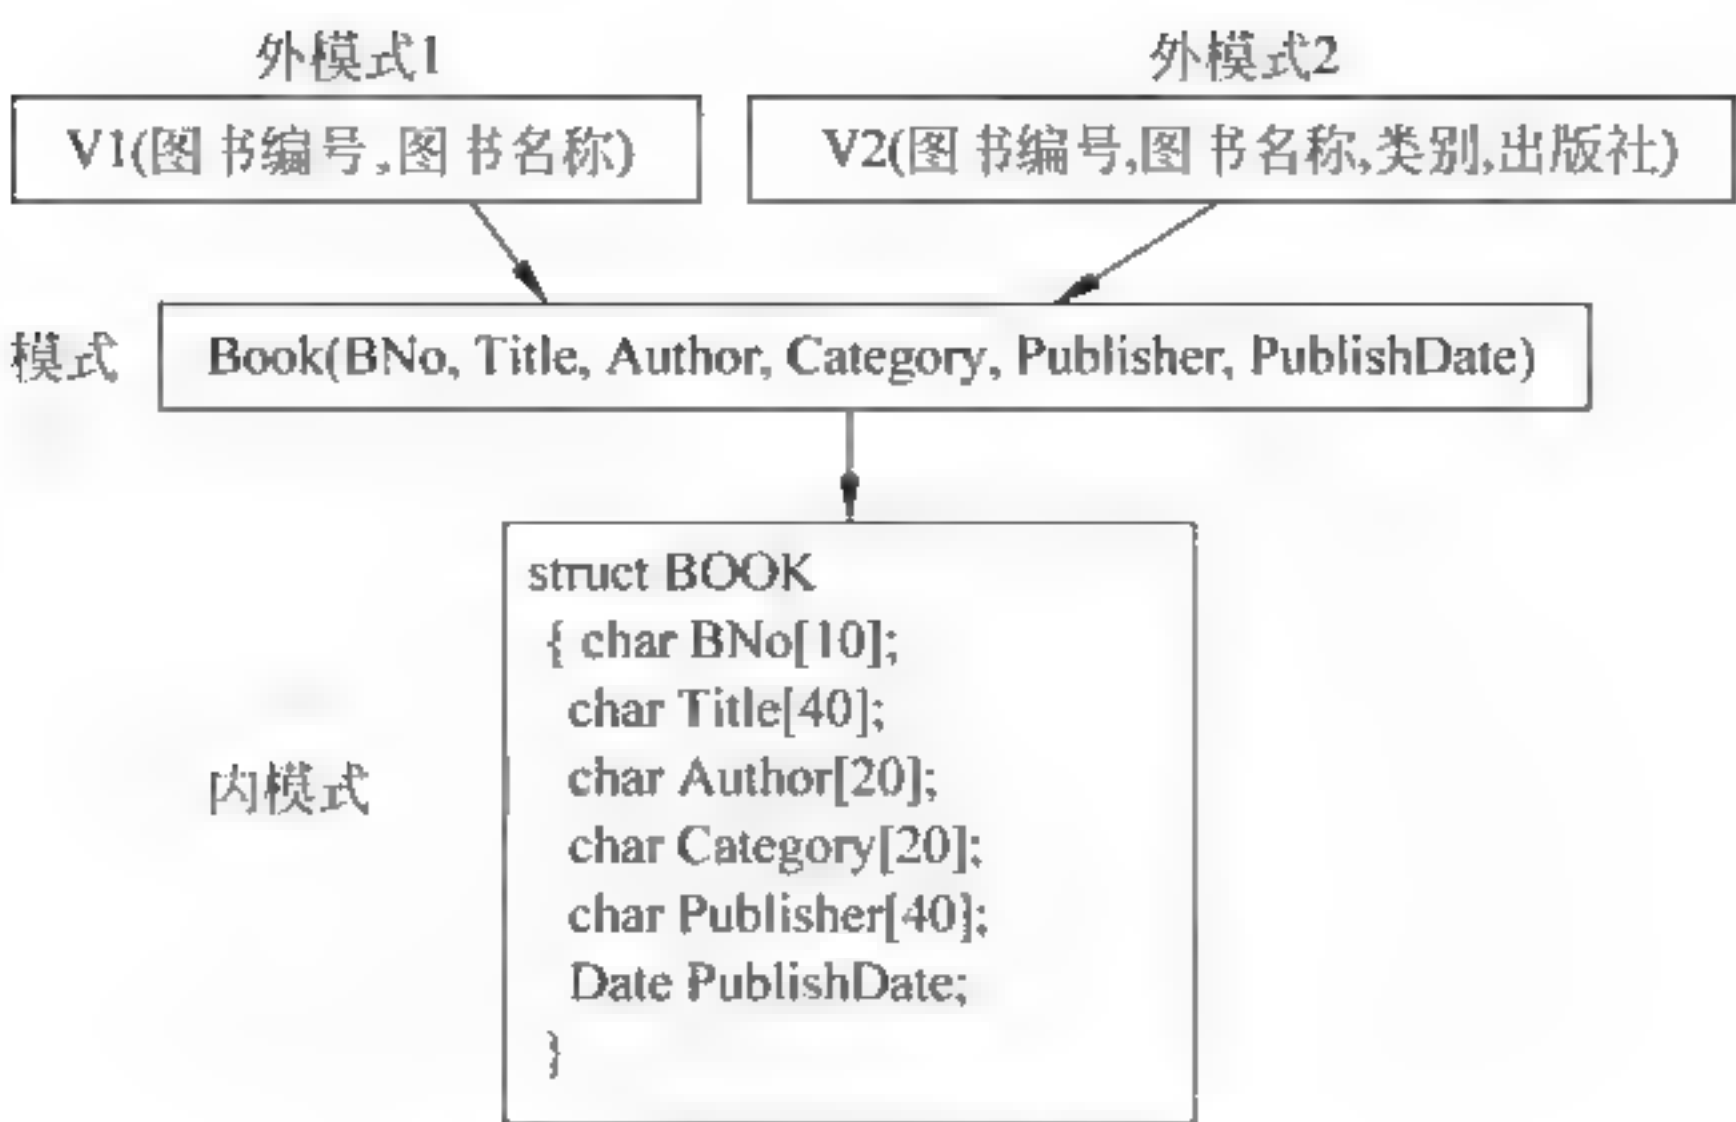 外模式1
外模式2
V1(图书编号,图书名称)
V2(图书编号,图书名称,类别,出版社)
模式
Book(BNo, Title, Author, Category, Publisher, PublishDate)
内模式
struct BOOK
{ char BNo[10];
char Title[40];
char Author[20];
char Category[20];
char Publisher[40];
Date PublishDate;
}